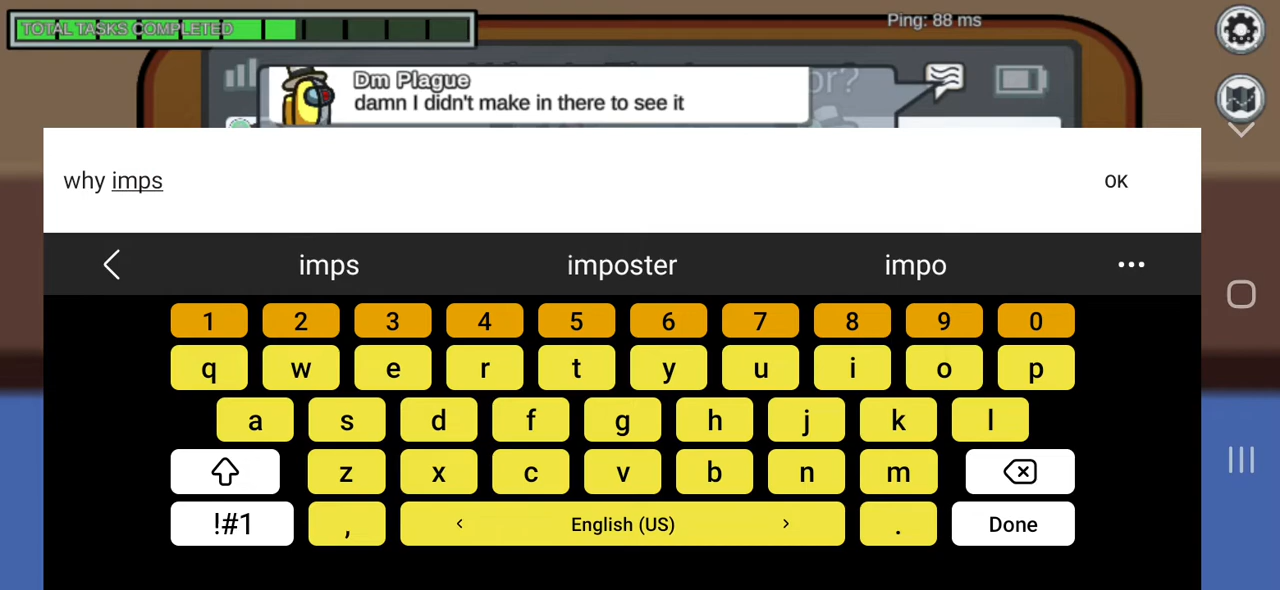 TOTAL TASKS COMPLETED
Ping: 88 ms
or?
Dm Plague
damn I didn't make in there to see it
why imps
OK
imps imposter impo
1 2 3 4 5 6 7 8 9 0
q w e r t y u i o p
a s d f g h j k l
z x c v b n m
!#1 , English (US) . Done